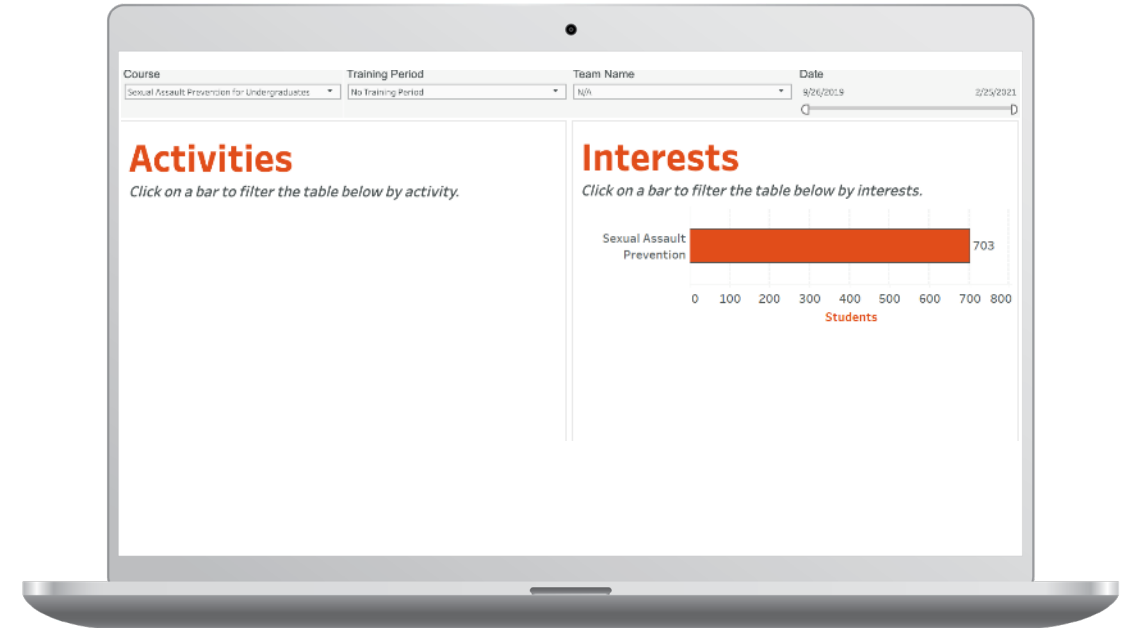 Course
Training Period
Team Name
Date
Sexual Assault Prevention for Undergraduates
No Training Period
N/A
9/26/2019
2/25/2021
Activities
Click on a bar to filter the table below by activity.
Interests
Click on a bar to filter the table below by interests.
Sexual Assault
Prevention
703
0 100 200 300 400 500 600 700 800
Students